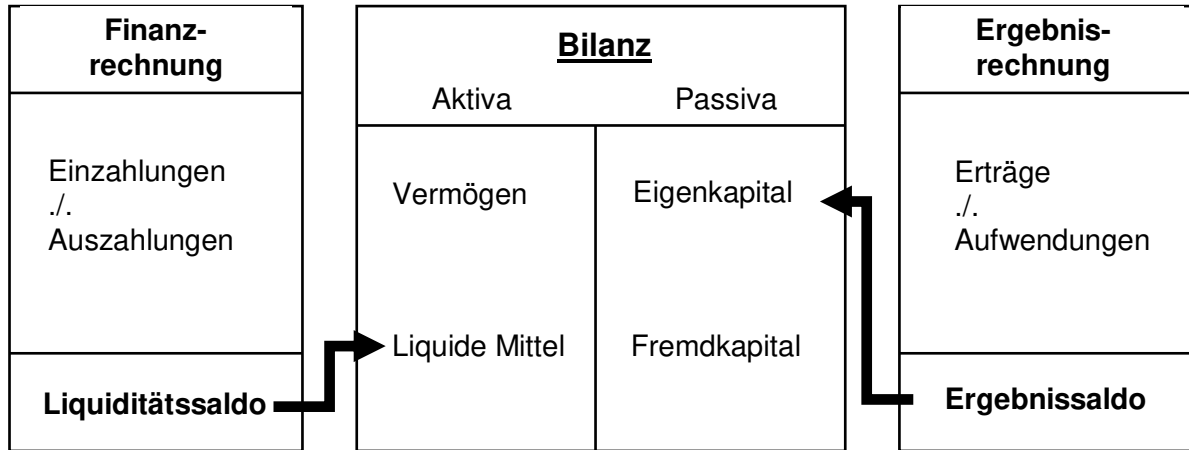 Finanz-
rechnung
Einzahlungen
./.
Auszahlungen
Liquiditätssaldo
Bilanz
Aktiva Passiva
Vermögen Eigenkapital
Liquide Mittel Fremdkapital
Ergebnis-
rechnung
Erträge
./.
Aufwendungen
Ergebnissaldo